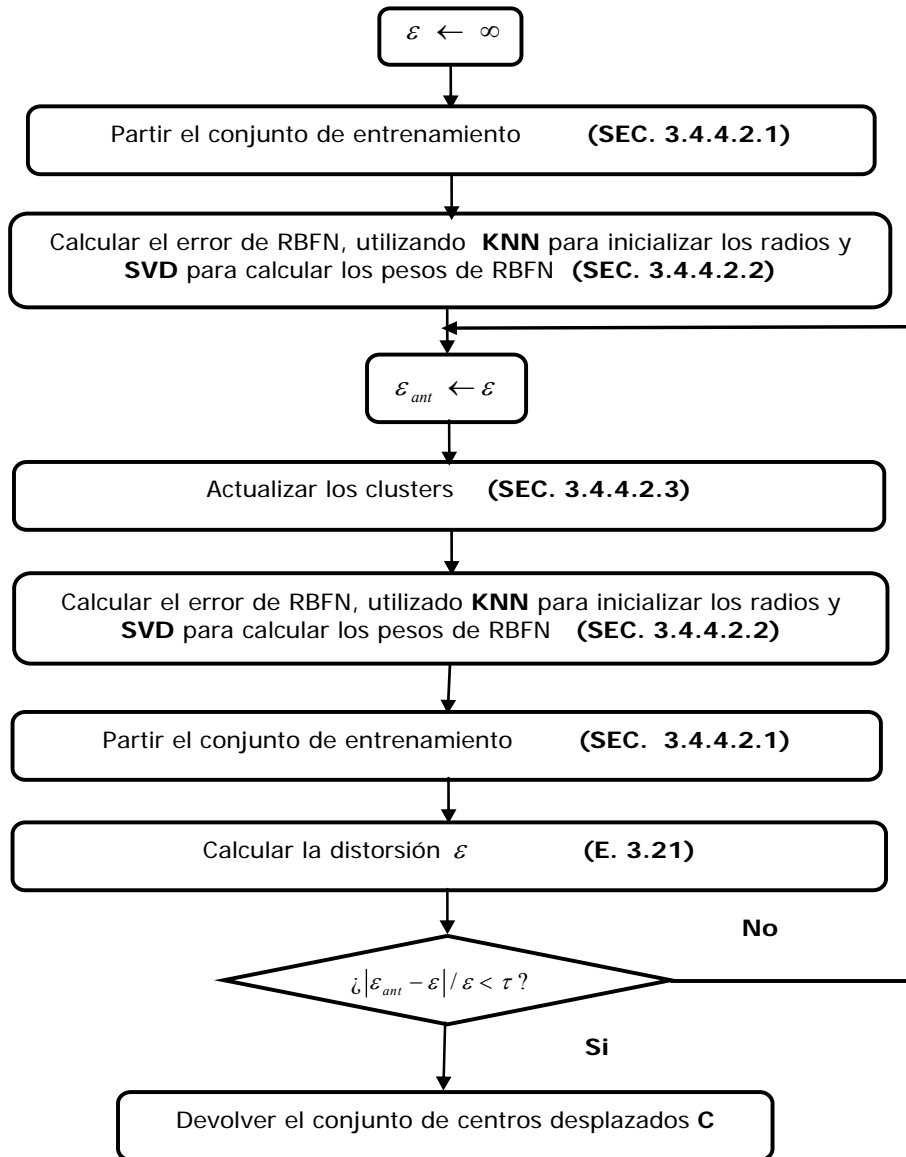 ε ← ∞
Partir el conjunto de entrenamiento (SEC. 3.4.4.2.1)
Calcular el error de RBFN, utilizando KNN para inicializar los radios y
SVD para calcular los pesos de RBFN (SEC. 3.4.4.2.2)
ε_ant ← ε
Actualizar los clusters (SEC. 3.4.4.2.3)
Calcular el error de RBFN, utilizado KNN para inicializar los radios y
SVD para calcular los pesos de RBFN (SEC. 3.4.4.2.2)
Partir el conjunto de entrenamiento (SEC. 3.4.4.2.1)
Calcular la distorsión ε (E. 3.21)
No
¿|ε_ant − ε| / ε < τ ?
Si
Devolver el conjunto de centros desplazados C